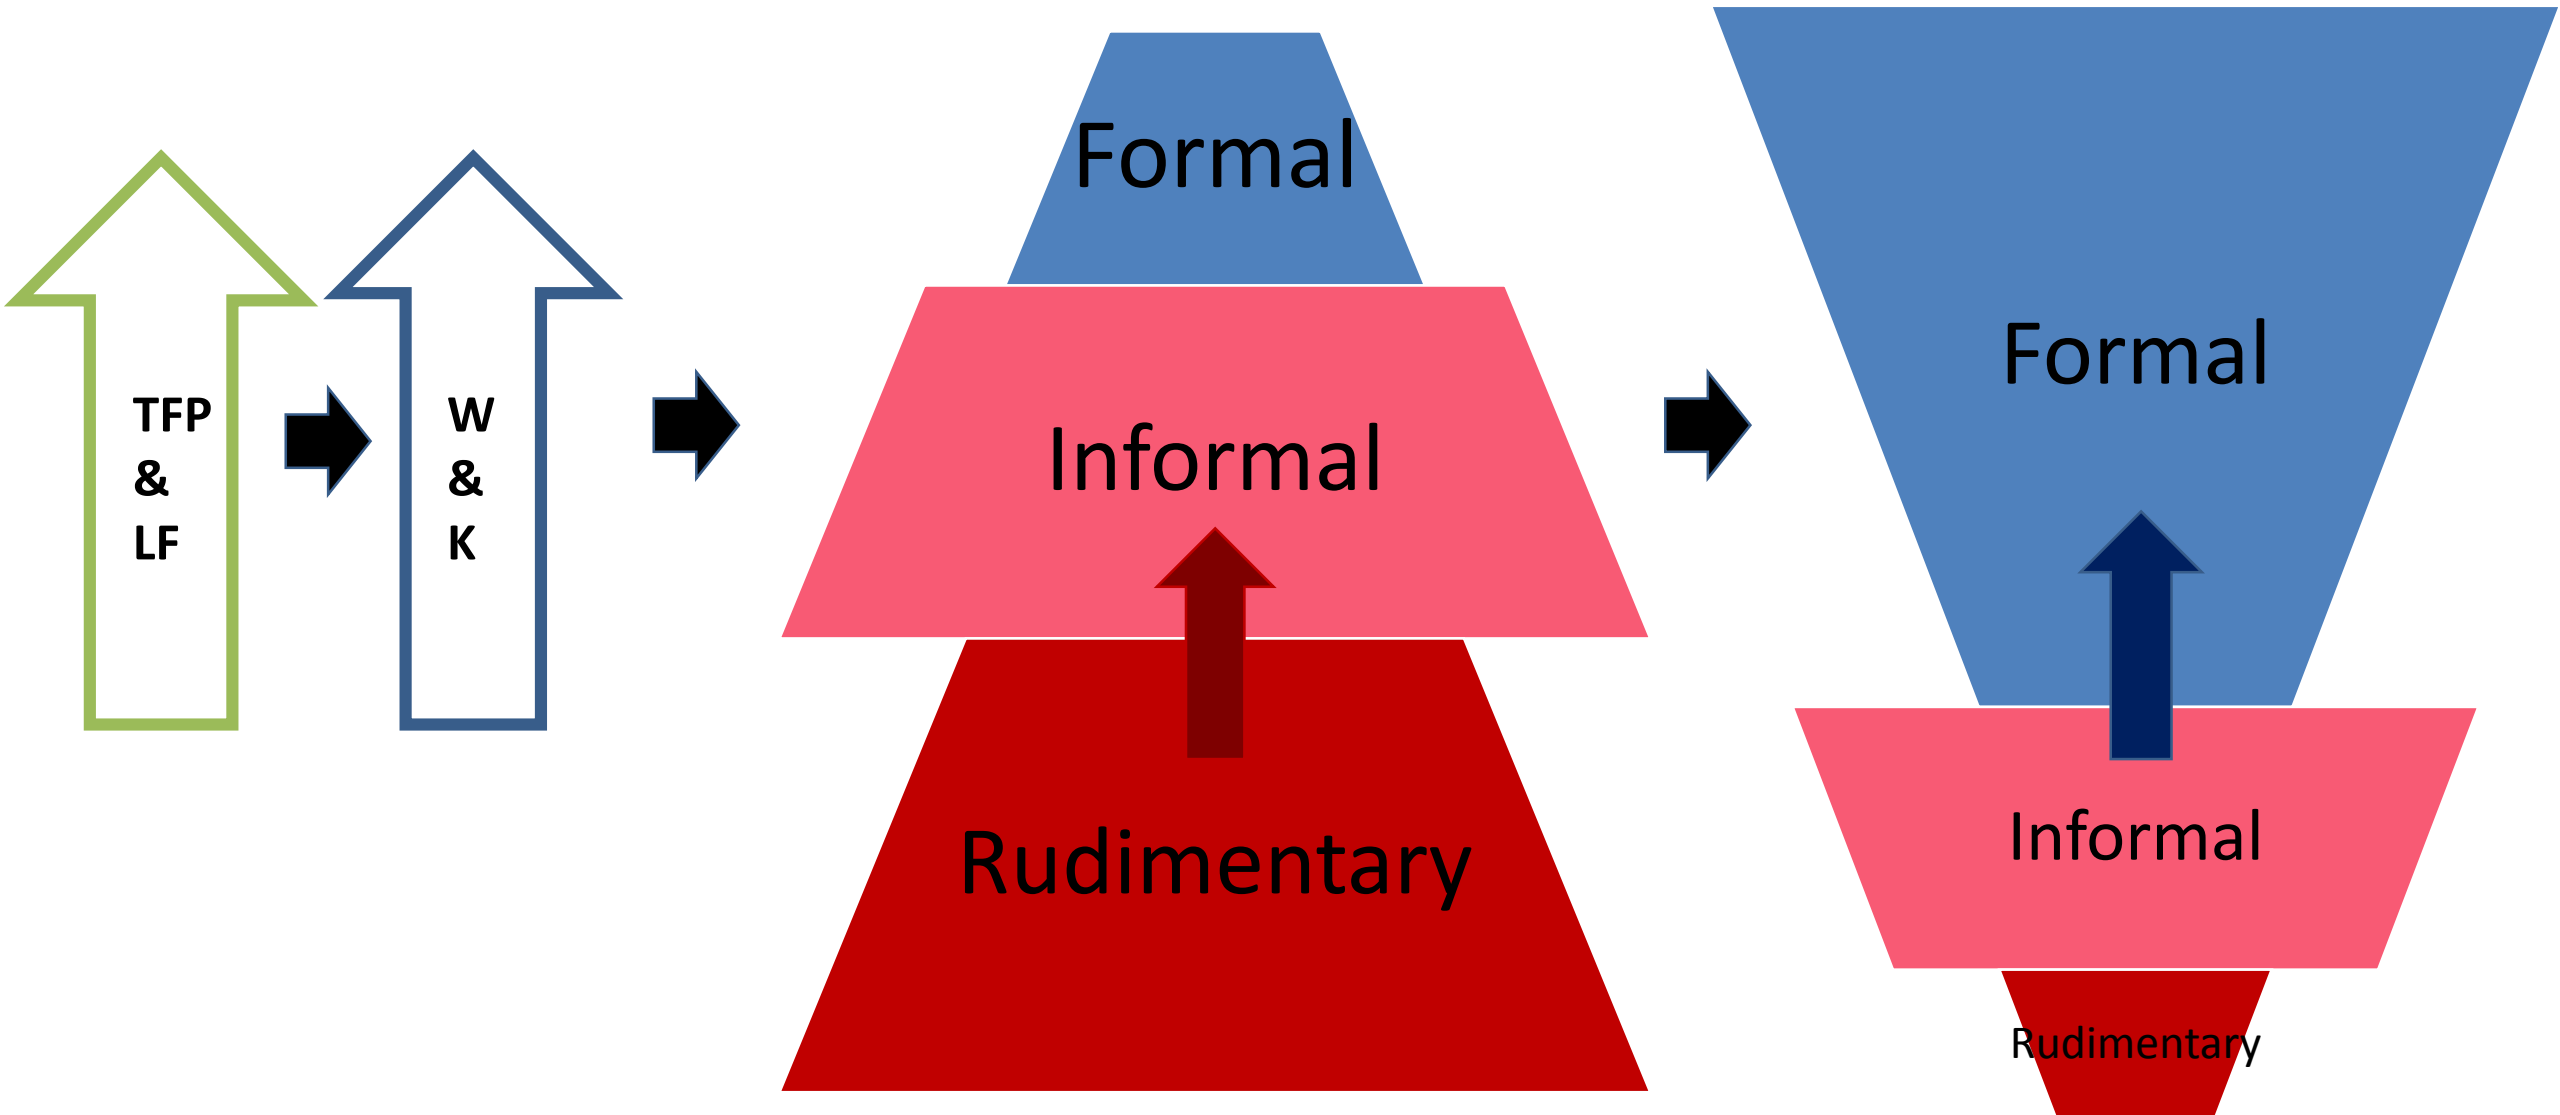 TFP
&
LF
W
&
K
Formal
Informal
Rudimentary
Formal
Informal
Rudimentary